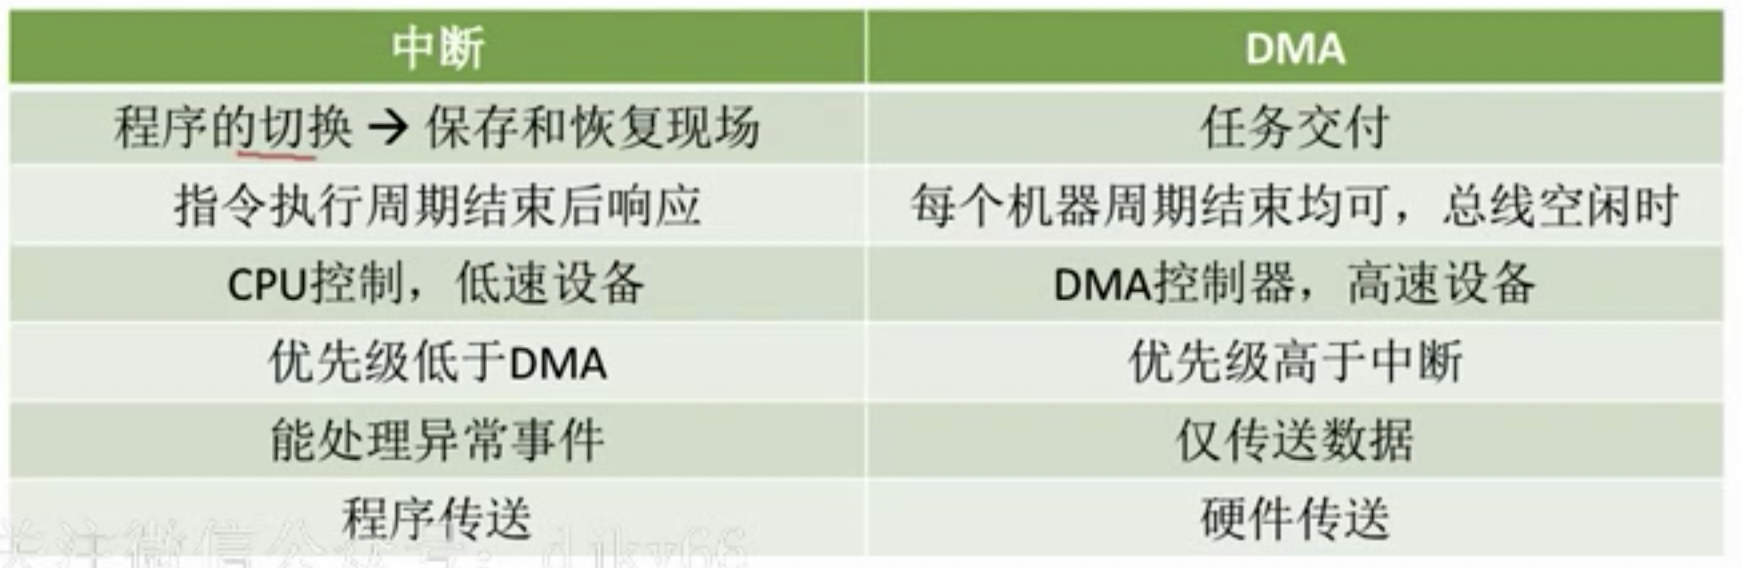 中断
DMA
程序的切换 → 保存和恢复现场
任务交付
指令执行周期结束后响应
每个机器周期结束均可，总线空闲时
CPU控制，低速设备
DMA控制器，高速设备
优先级低于DMA
优先级高于中断
能处理异常事件
仅传送数据
程序传送
硬件传送
关注微信公众号：djky66